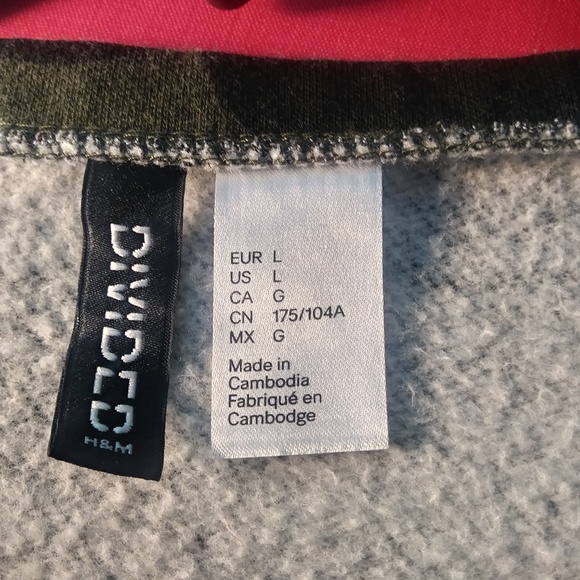 DIVIDED
H&M
EUR L
US L
CA G
CN 175/104A
MX G
Made in
Cambodia
Fabriqué en
Cambodge